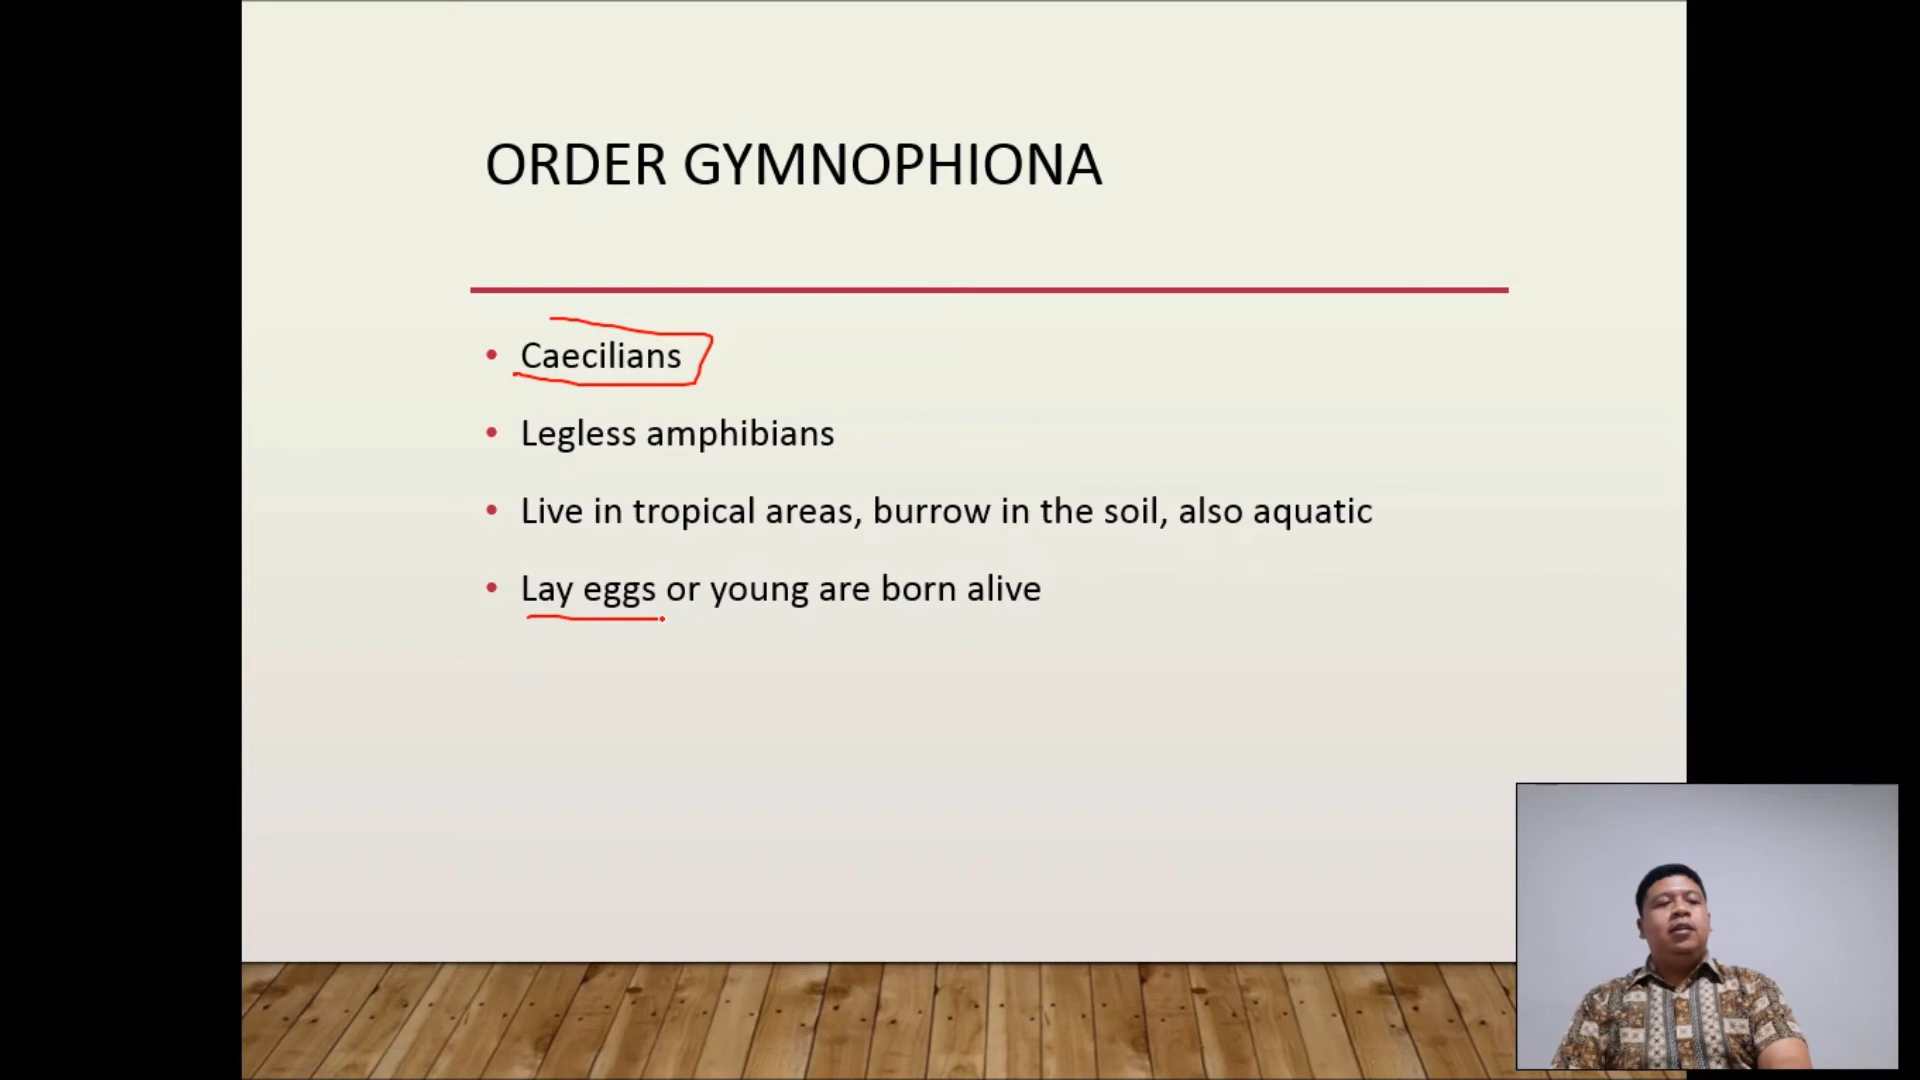 ORDER GYMNOPHIONA
• Caecilians
• Legless amphibians
• Live in tropical areas, burrow in the soil, also aquatic
• Lay eggs or young are born alive